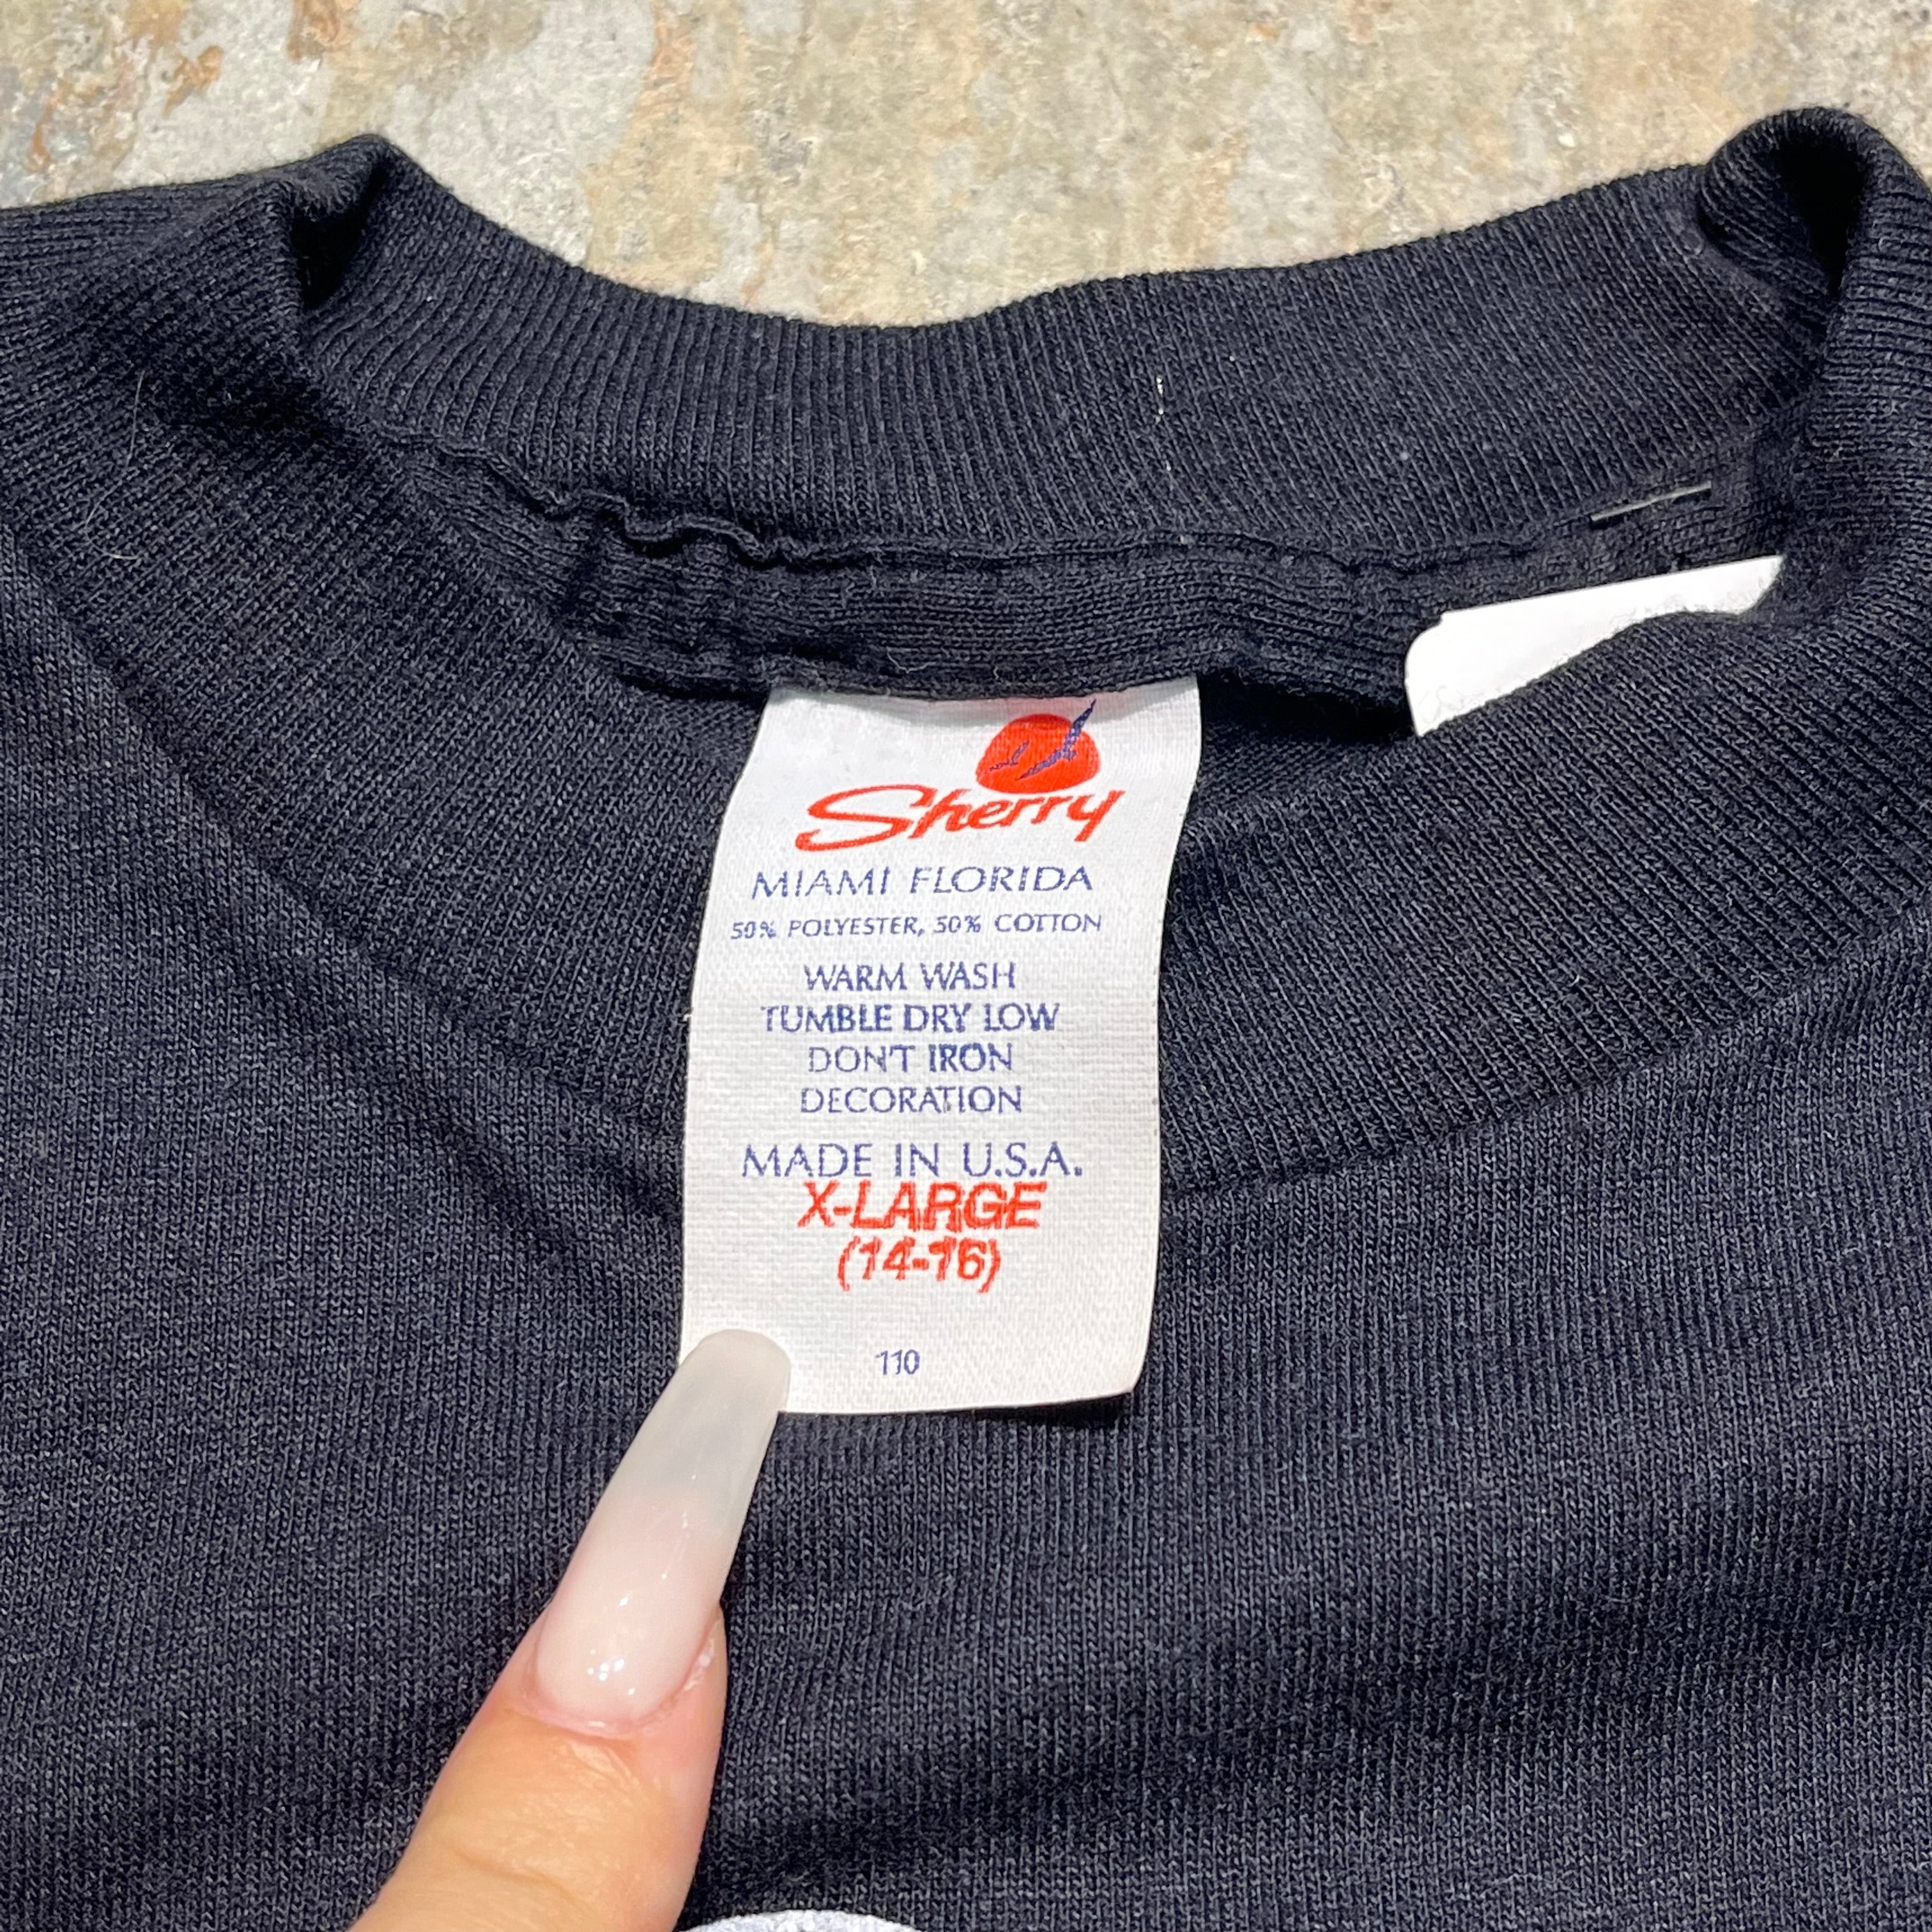 Sherry
MIAMI FLORIDA
50% POLYESTER, 50% COTTON
WARM WASH
TUMBLE DRY LOW
DON'T IRON
DECORATION
MADE IN U.S.A.
X-LARGE
(14-16)
110